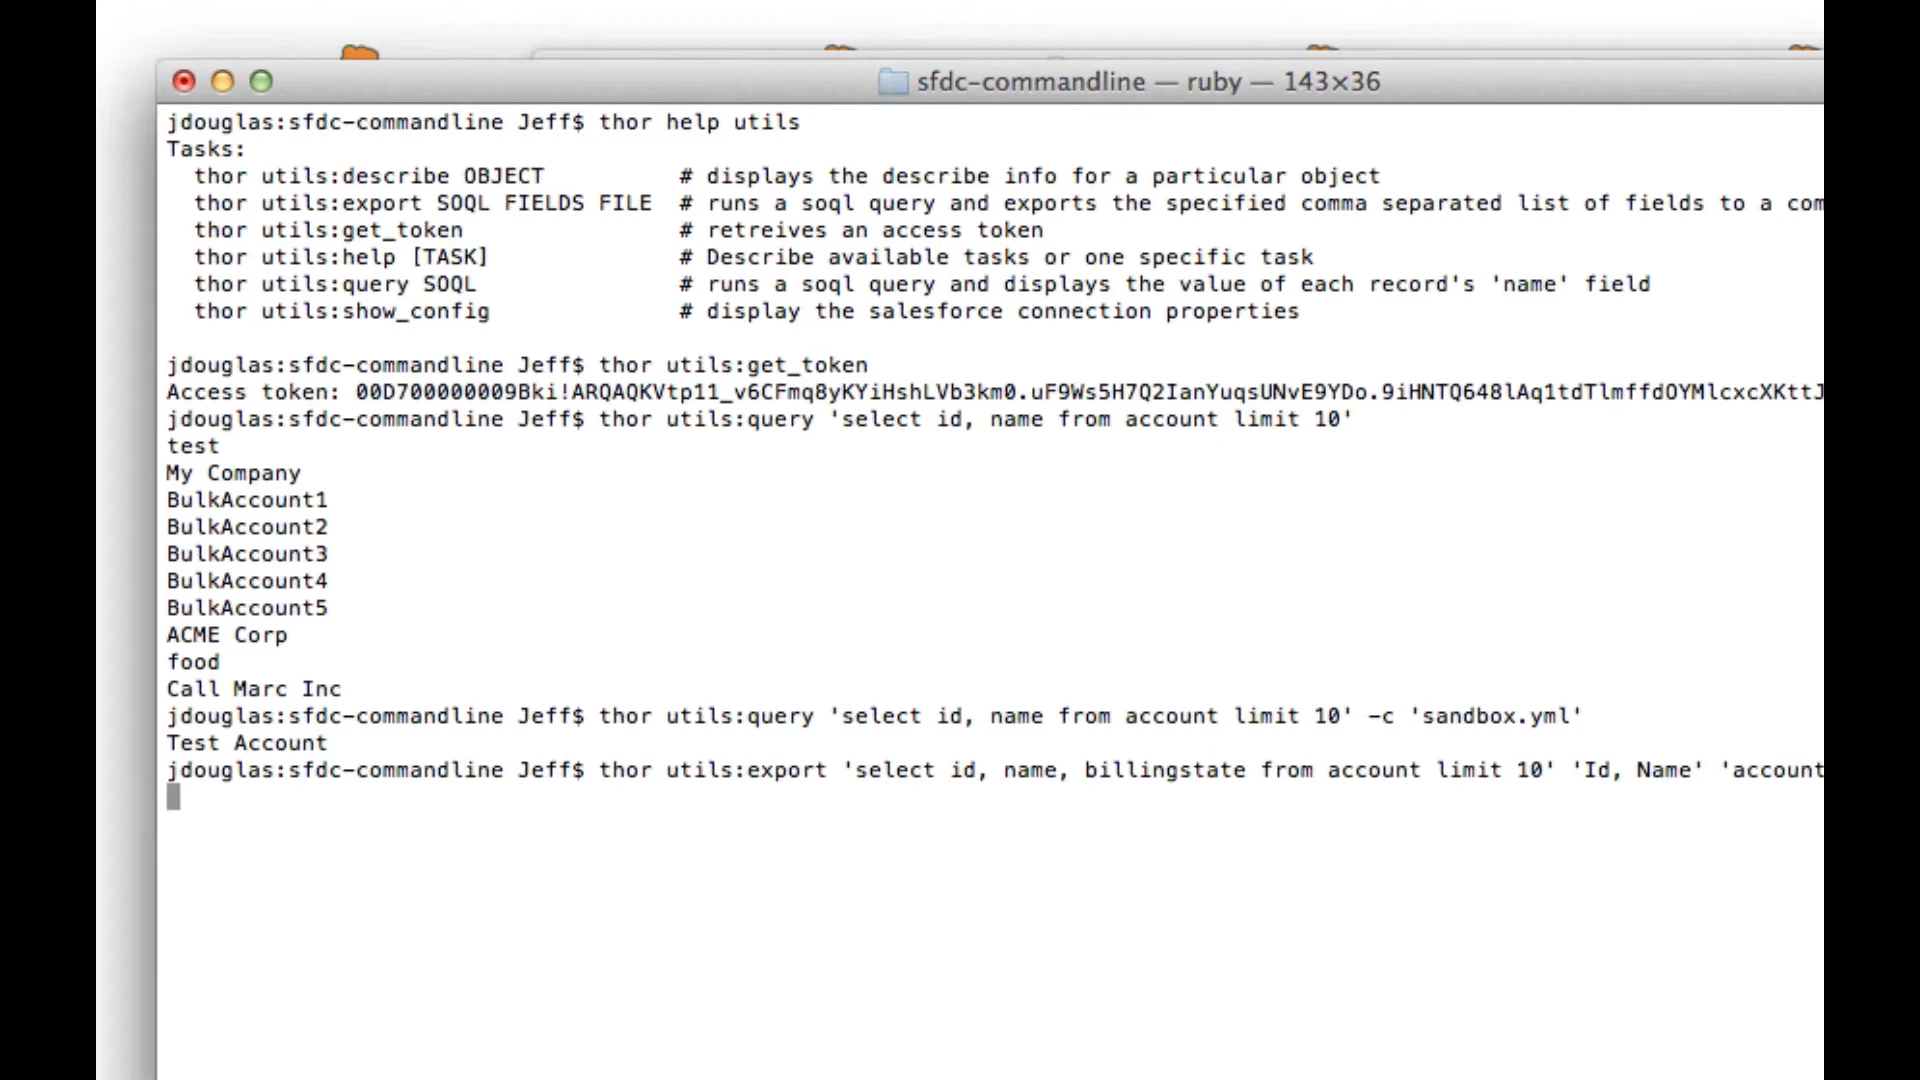 sfdc-commandline — ruby — 143×36
jdouglas:sfdc-commandline Jeff$ thor help utils
Tasks:
thor utils:describe OBJECT # displays the describe info for a particular object
thor utils:export SOQL FIELDS FILE # runs a soql query and exports the specified comma separated list of fields to a com
thor utils:get_token # retreives an access token
thor utils:help [TASK] # Describe available tasks or one specific task
thor utils:query SOQL # runs a soql query and displays the value of each record's 'name' field
thor utils:show_config # display the salesforce connection properties
jdouglas:sfdc-commandline Jeff$ thor utils:get_token
Access token: 00D700000009Bki!ARQAQKVtp11_v6CFmq8yKYiHshLVb3km0.uF9Ws5H7Q2IanYuqsUNvE9YDo.9iHNTQ648lAq1tdTlmffdOYMlcxcXKttJ
jdouglas:sfdc-commandline Jeff$ thor utils:query 'select id, name from account limit 10'
test
My Company
BulkAccount1
BulkAccount2
BulkAccount3
BulkAccount4
BulkAccount5
ACME Corp
food
Call Marc Inc
jdouglas:sfdc-commandline Jeff$ thor utils:query 'select id, name from account limit 10' -c 'sandbox.yml'
Test Account
jdouglas:sfdc-commandline Jeff$ thor utils:export 'select id, name, billingstate from account limit 10' 'Id, Name' 'account